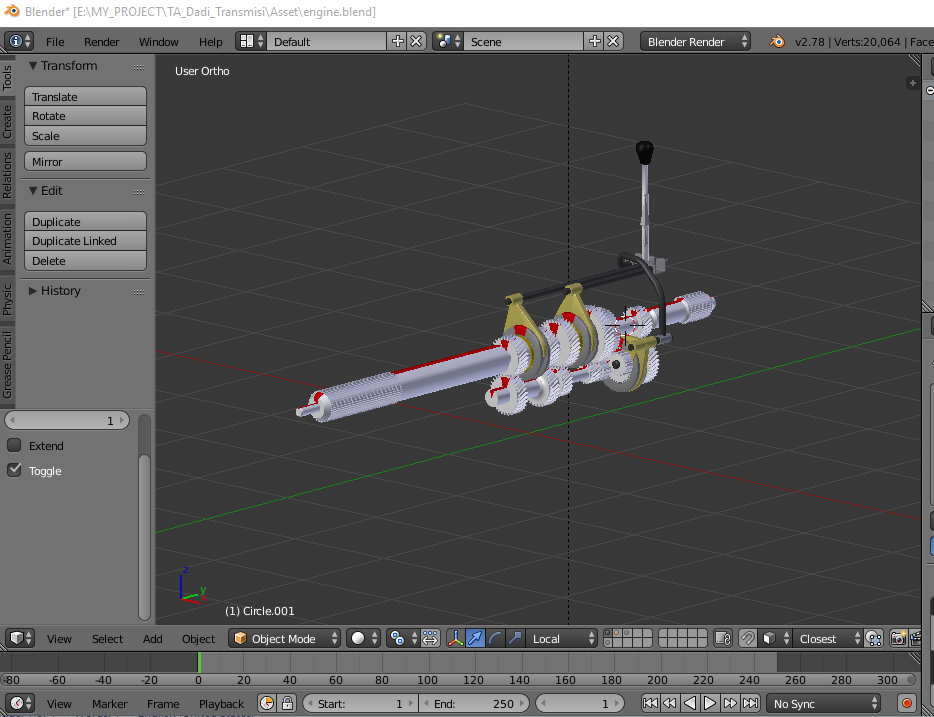 Blender* [E:\MY_PROJECT\TA_Dadi_Transmisi\Asset\engine.blend]
File Render Window Help Default Scene Blender Render v2.78 | Verts:20,064 | Face
Tools
Create
Relations
Animation
Physic
Grease Pencil
Transform
Translate
Rotate
Scale
Mirror
Edit
Duplicate
Duplicate Linked
Delete
History
1
Extend
Toggle
User Ortho
z
y
(1) Circle.001
View Select Add Object Object Mode Local Closest
-80 -60 -40 -20 0 20 40 60 80 100 120 140 160 180 200 220 240 260 280 300
View Marker Frame Playback Start: 1 End: 250 1 No Sync